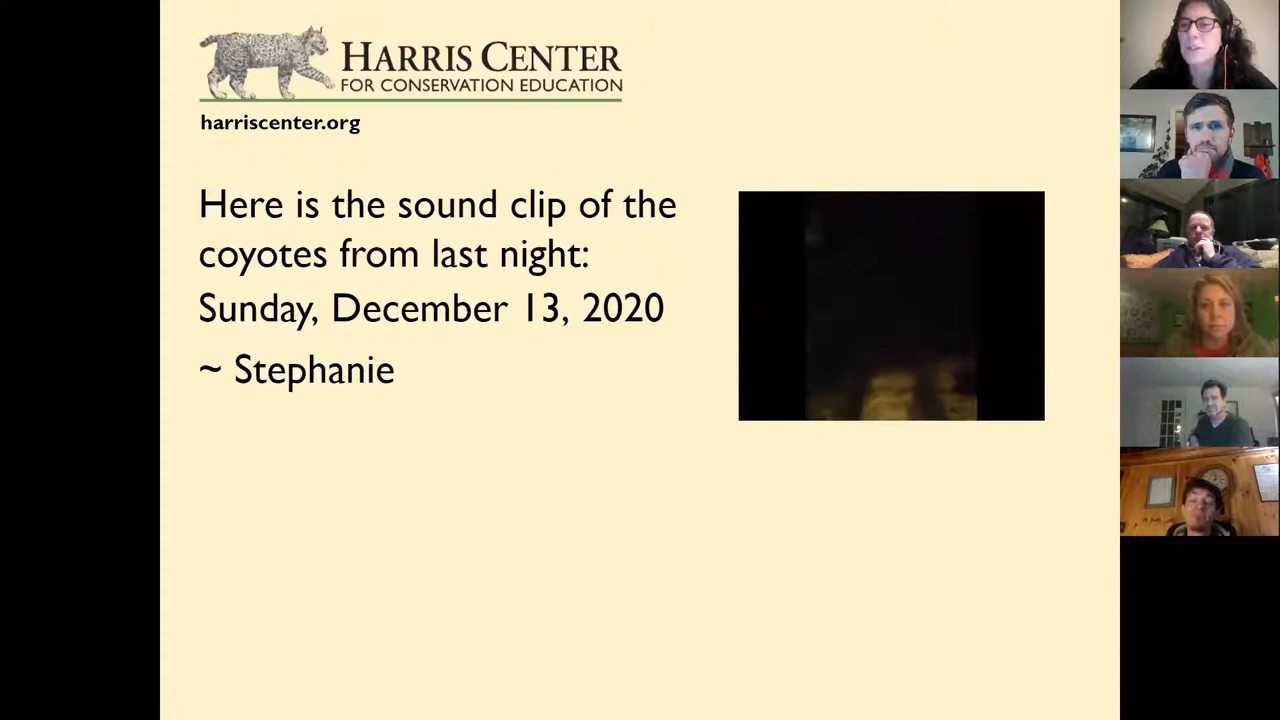 HARRIS CENTER
FOR CONSERVATION EDUCATION
harriscenter.org
Here is the sound clip of the
coyotes from last night:
Sunday, December 13, 2020
~ Stephanie